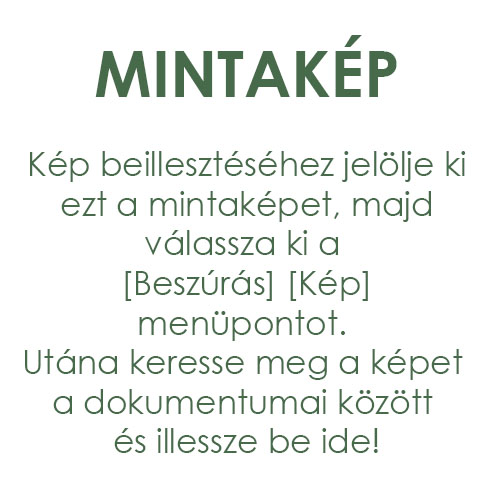 MINTAKÉP
Kép beillesztéséhez jelölje ki
ezt a mintaképet, majd
válassza ki a
[Beszúrás] [Kép]
menüpontot.
Utána keresse meg a képet
a dokumentumai között
és illessze be ide!